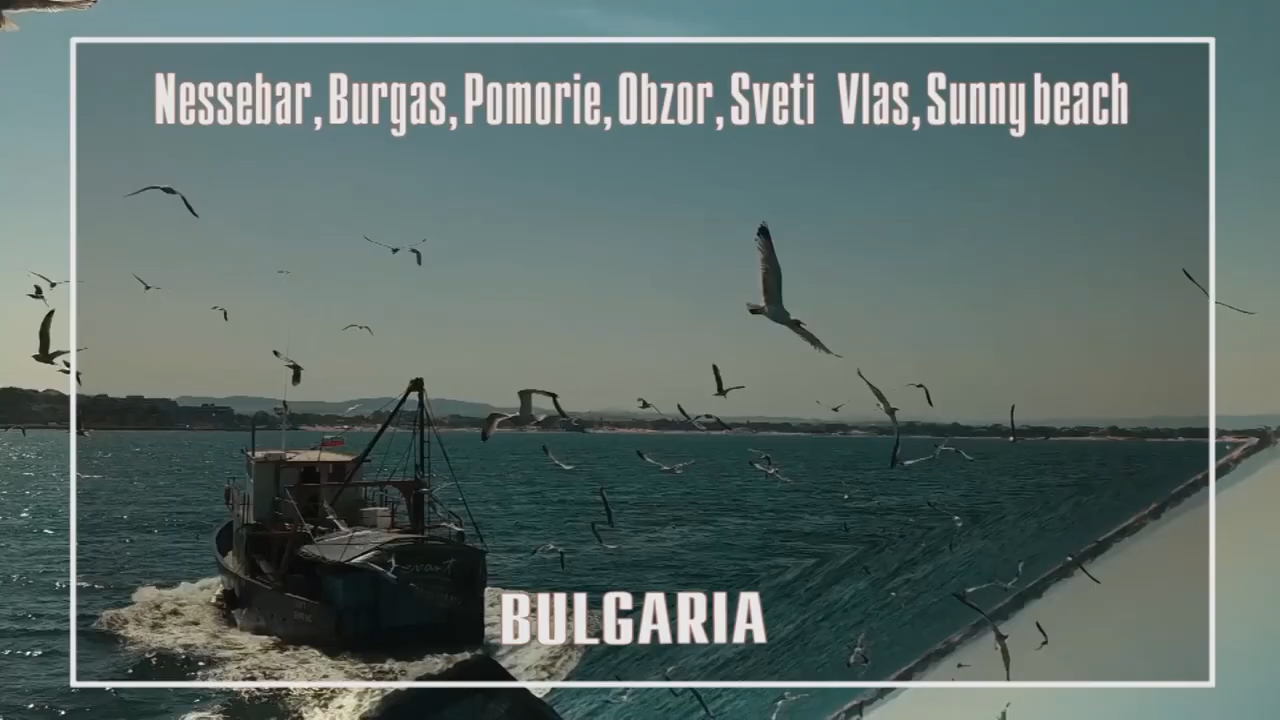 Nessebar, Burgas, Pomorie, Obzor, Sveti Vlas, Sunny beach
BULGARIA